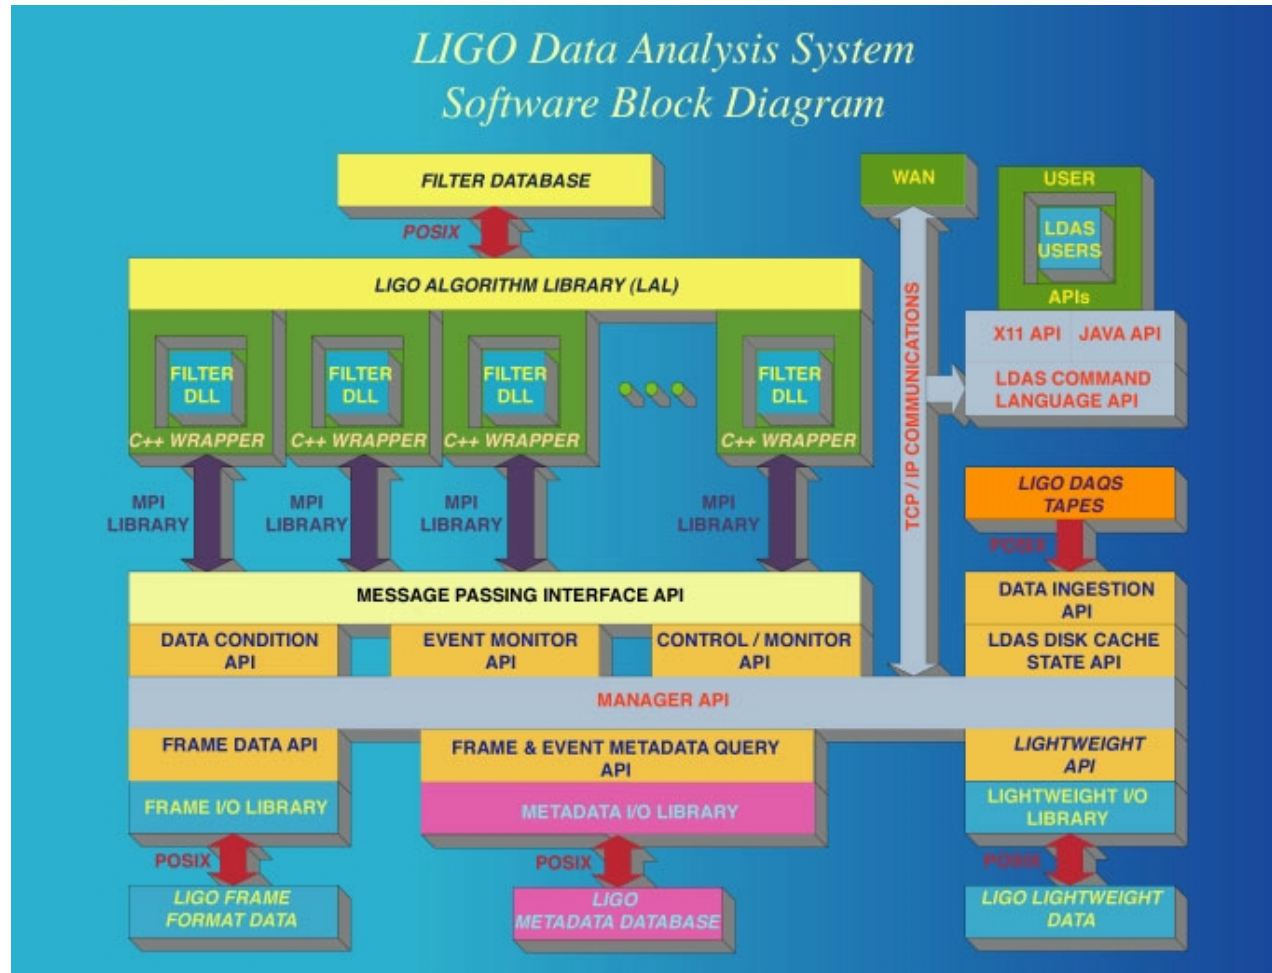 LIGO Data Analysis System
Software Block Diagram
FILTER DATABASE
WAN
USER
LDAS
USERS
APIs
POSIX
LIGO ALGORITHM LIBRARY (LAL)
X11 API
JAVA API
LDAS COMMAND
LANGUAGE API
FILTER
DLL
C++ WRAPPER
FILTER
DLL
C++ WRAPPER
FILTER
DLL
C++ WRAPPER
FILTER
DLL
C++ WRAPPER
TCP / IP COMMUNICATIONS
MPI
LIBRARY
MPI
LIBRARY
MPI
LIBRARY
MPI
LIBRARY
LIGO DAQS
TAPES
POSIX
MESSAGE PASSING INTERFACE API
DATA INGESTION
API
DATA CONDITION
API
EVENT MONITOR
API
CONTROL / MONITOR
API
LDAS DISK CACHE
STATE API
MANAGER API
FRAME DATA API
FRAME & EVENT METADATA QUERY
API
LIGHTWEIGHT
API
FRAME I/O LIBRARY
METADATA I/O LIBRARY
LIGHTWEIGHT I/O
LIBRARY
POSIX
POSIX
POSIX
LIGO FRAME
FORMAT DATA
LIGO
METADATA DATABASE
LIGO LIGHTWEIGHT
DATA